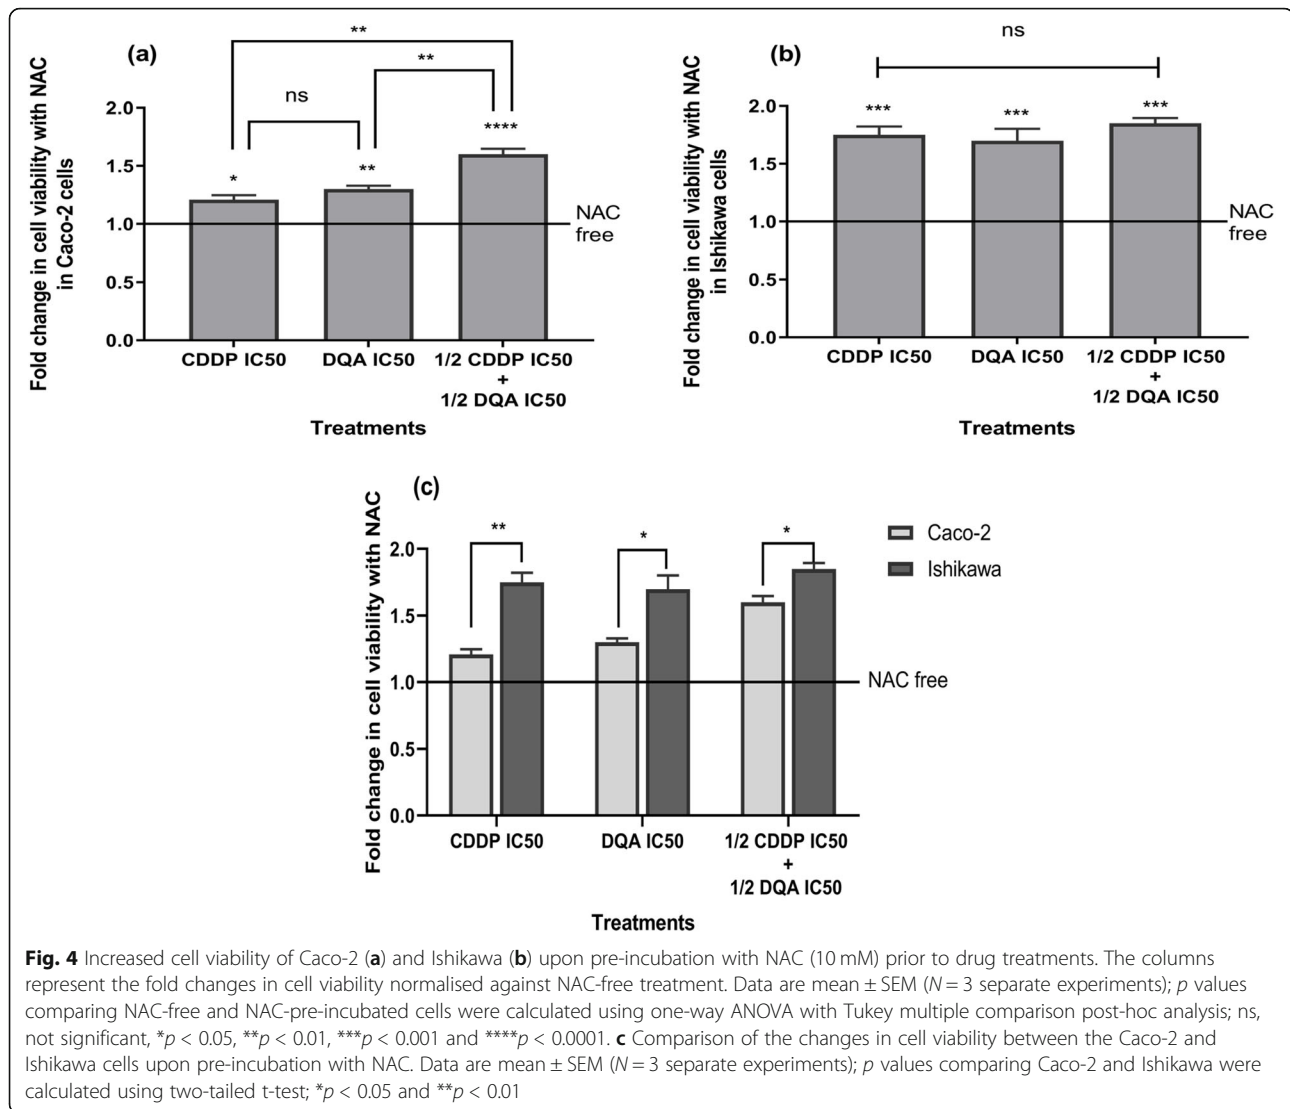 (a)
Fold change in cell viability with NAC
in Caco-2 cells
**
**
ns
*
**
****
2.0
1.5
1.0
0.5
0.0
NAC
free
CDDP IC50
DQA IC50
1/2 CDDP IC50
+
1/2 DQA IC50
Treatments
(b)
Fold change in cell viability with NAC
in Ishikawa cells
ns
***
***
***
2.0
1.5
1.0
0.5
0.0
NAC
free
CDDP IC50
DQA IC50
1/2 CDDP IC50
+
1/2 DQA IC50
Treatments
(c)
Fold change in cell viability with NAC
**
*
*
2.0
1.5
1.0
0.5
0.0
Caco-2
Ishikawa
NAC free
CDDP IC50
DQA IC50
1/2 CDDP IC50
+
1/2 DQA IC50
Treatments
Fig. 4 Increased cell viability of Caco-2 (a) and Ishikawa (b) upon pre-incubation with NAC (10 mM) prior to drug treatments. The columns
represent the fold changes in cell viability normalised against NAC-free treatment. Data are mean ± SEM (N = 3 separate experiments); p values
comparing NAC-free and NAC-pre-incubated cells were calculated using one-way ANOVA with Tukey multiple comparison post-hoc analysis; ns,
not significant, *p < 0.05, **p < 0.01, ***p < 0.001 and ****p < 0.0001. c Comparison of the changes in cell viability between the Caco-2 and
Ishikawa cells upon pre-incubation with NAC. Data are mean ± SEM (N = 3 separate experiments); p values comparing Caco-2 and Ishikawa were
calculated using two-tailed t-test; *p < 0.05 and **p < 0.01